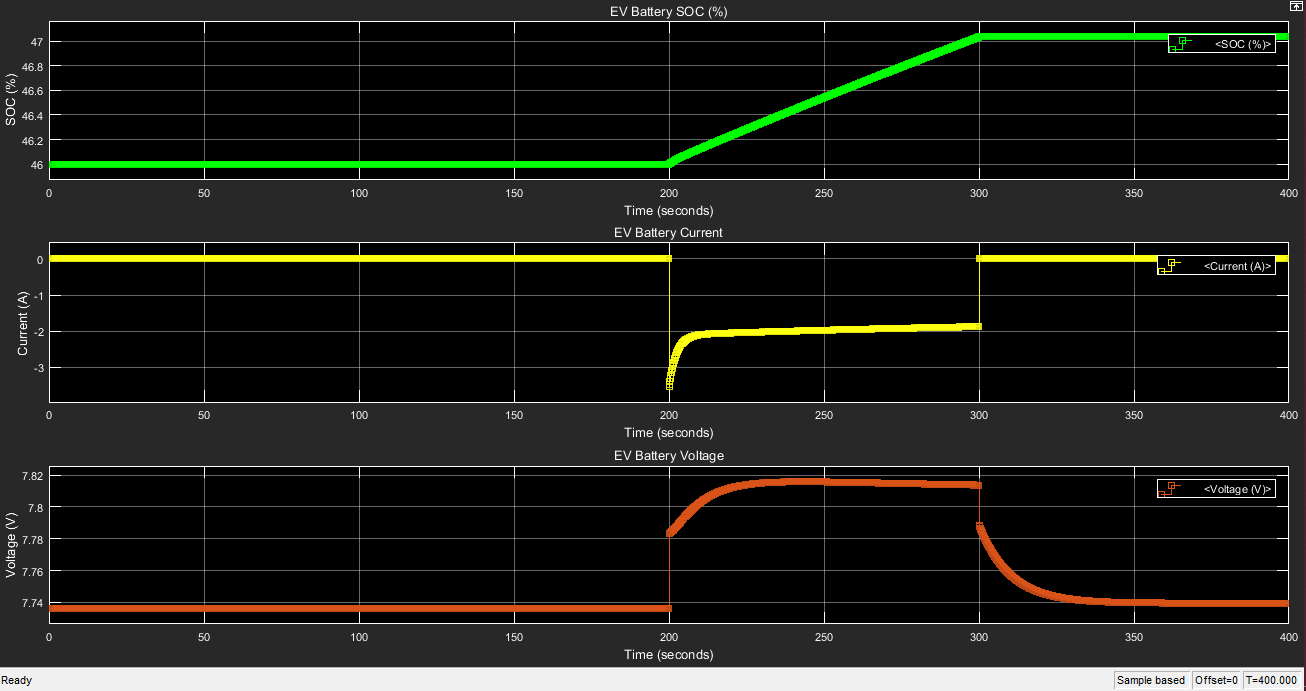 EV Battery SOC (%)
SOC (%)
47
46.8
46.6
46.4
46.2
46
<SOC (%)>
0 50 100 150 200 250 300 350 400
Time (seconds)
EV Battery Current
Current (A)
0
-1
-2
-3
<Current (A)>
0 50 100 150 200 250 300 350 400
Time (seconds)
EV Battery Voltage
Voltage (V)
7.82
7.8
7.78
7.76
7.74
<Voltage (V)>
0 50 100 150 200 250 300 350 400
Time (seconds)
Ready Sample based Offset=0 T=400.000